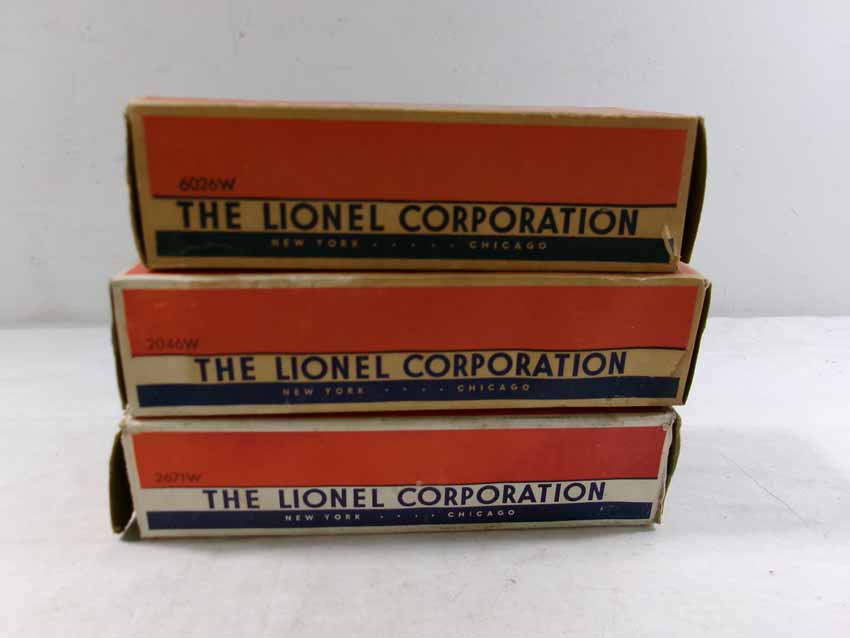 6026W
THE LIONEL CORPORATION
NEW YORK · · · · · CHICAGO
2046W
THE LIONEL CORPORATION
NEW YORK · · · · CHICAGO
2671W
THE LIONEL CORPORATION
NEW YORK · · · · CHICAGO